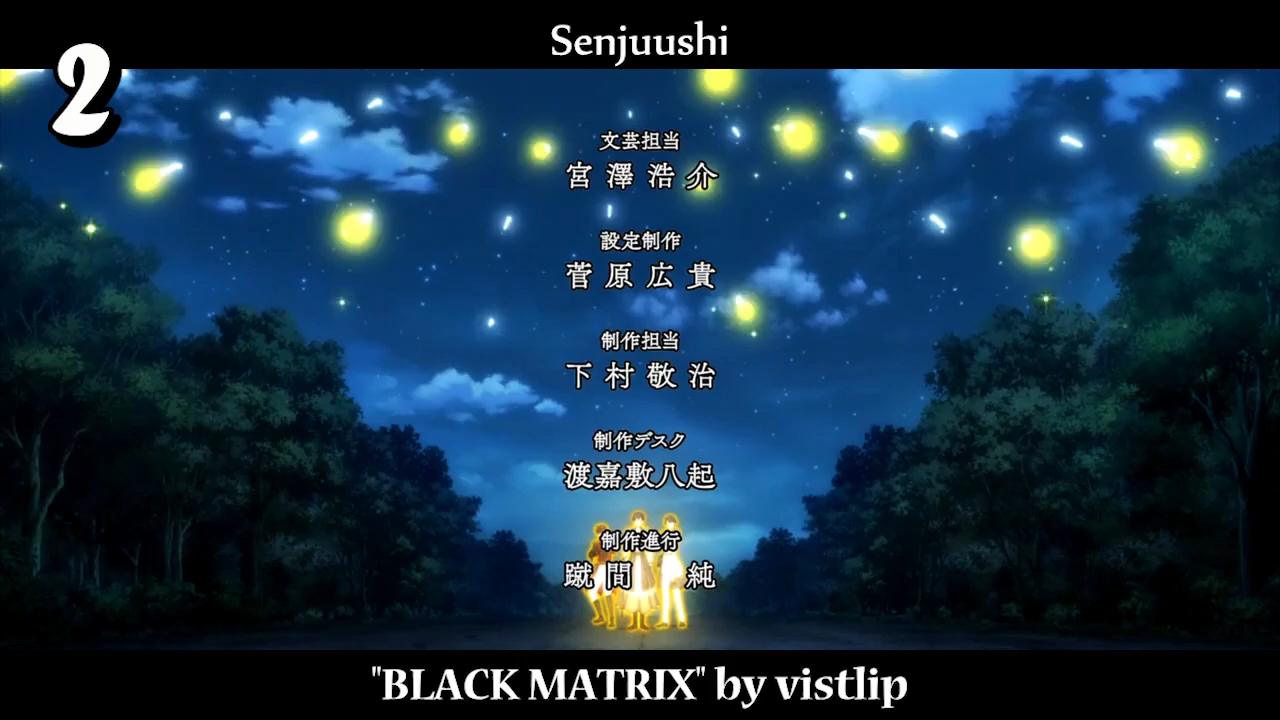 Senjuushi
2
文芸担当
宮澤浩介
設定制作
菅原広貴
制作担当
下村敬治
制作デスク
渡嘉敷八起
制作進行
蹴間 純
"BLACK MATRIX" by vistlip